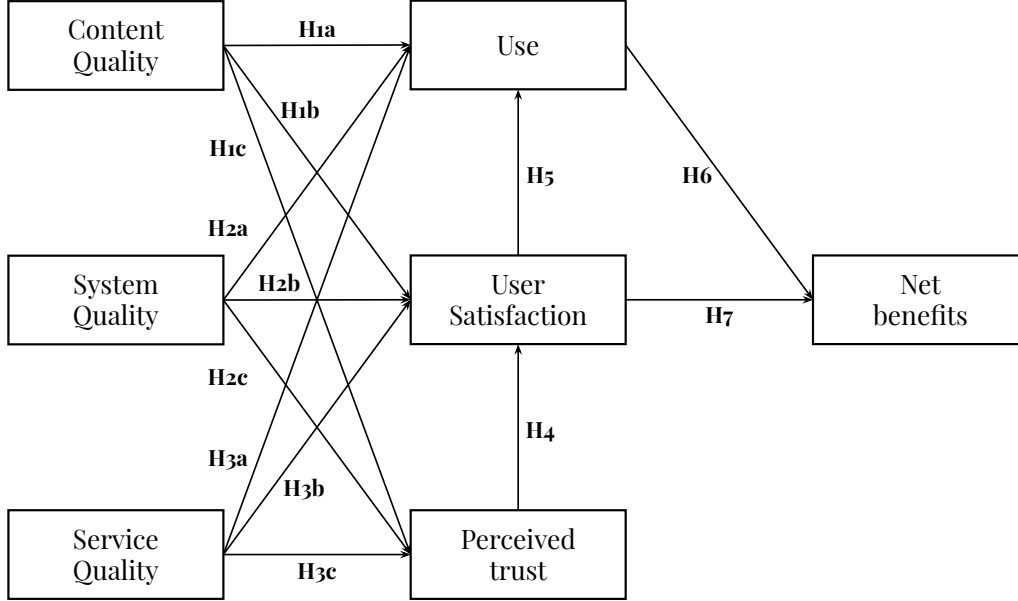 Content
Quality
H1a
Use
H1b
H1c
H5
H6
H2a
System
Quality
H2b
User
Satisfaction
H7
Net
benefits
H2c
H4
H3a
H3b
Service
Quality
H3c
Perceived
trust